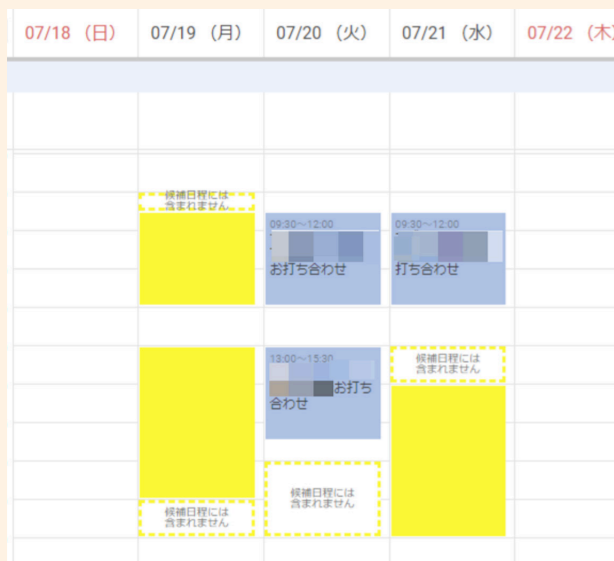 07/18 （日） 07/19 （月） 07/20 （火） 07/21 （水） 07/22 （木）
候補日程には
含まれません
09:30～12:00
お打ち合わせ
09:30～12:00
打ち合わせ
13:00～15:30
お打ち
合わせ
候補日程には
含まれません
候補日程には
含まれません
候補日程には
含まれません